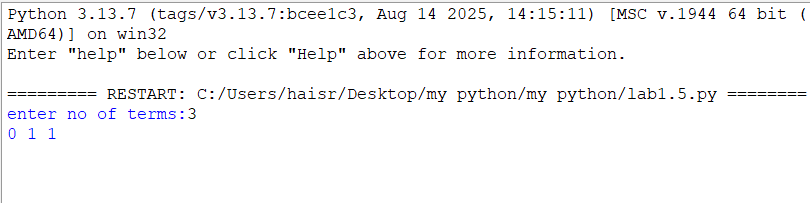 Python 3.13.7 (tags/v3.13.7:bcee1c3, Aug 14 2025, 14:15:11) [MSC v.1944 64 bit (
AMD64)] on win32
Enter "help" below or click "Help" above for more information.
========= RESTART: C:/Users/haisr/Desktop/my python/my python/lab1.5.py ========
enter no of terms:3
0 1 1